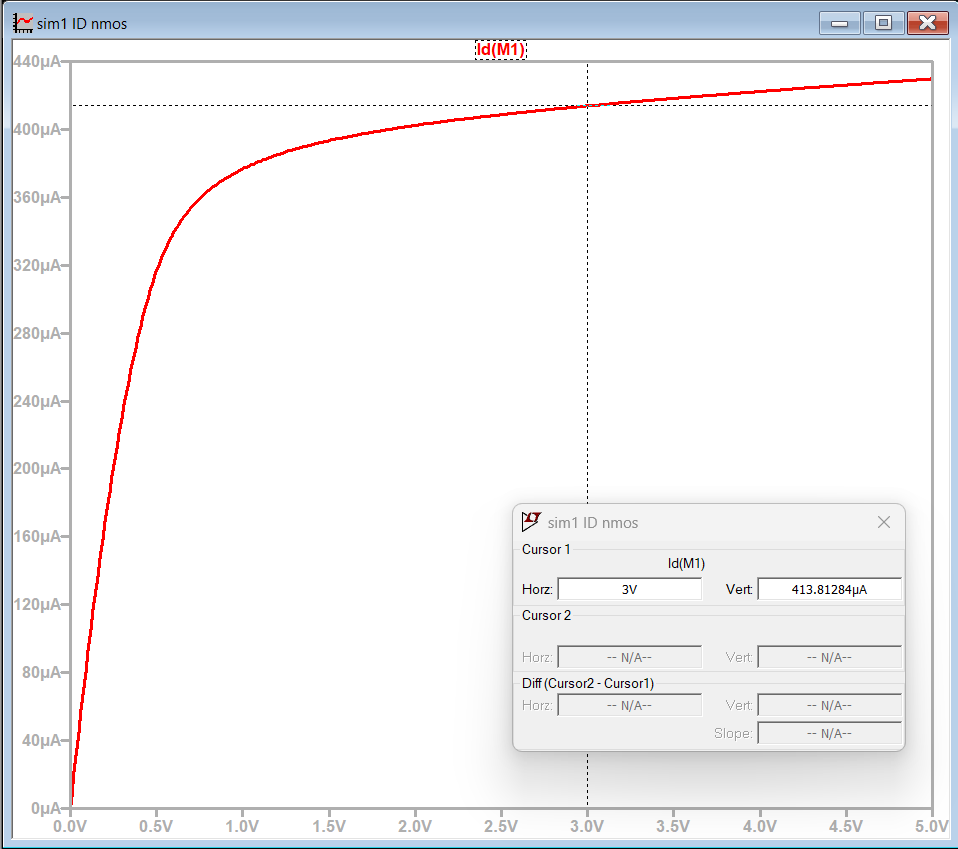 sim1 ID nmos
Id(M1)
440µA
400µA
360µA
320µA
280µA
240µA
200µA
160µA
120µA
80µA
40µA
0µA
0.0V 0.5V 1.0V 1.5V 2.0V 2.5V 3.0V 3.5V 4.0V 4.5V 5.0V
sim1 ID nmos
Cursor 1
Id(M1)
Horz: 3V Vert: 413.81284µA
Cursor 2
Horz: -- N/A-- Vert: -- N/A--
Diff (Cursor2 - Cursor1)
Horz: -- N/A-- Vert: -- N/A--
Slope: -- N/A--